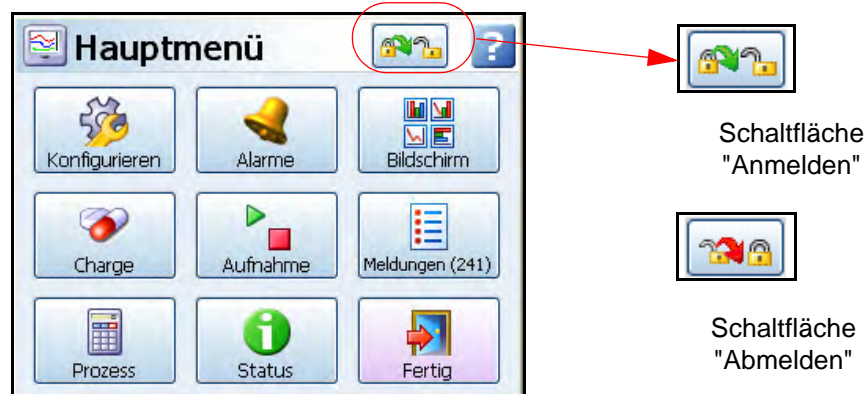 Hauptmenü
?
Konfigurieren
Alarme
Bildschirm
Charge
Aufnahme
Meldungen (241)
Prozess
Status
Fertig
Schaltfläche
"Anmelden"
Schaltfläche
"Abmelden"